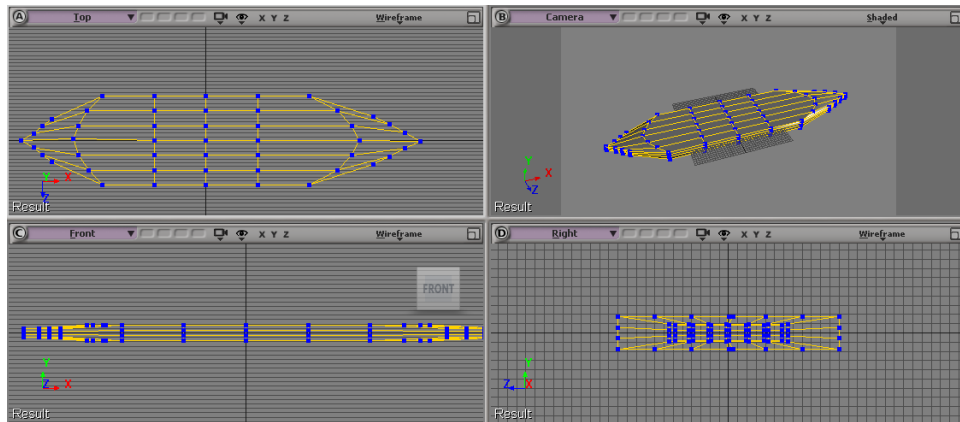 A Top X Y Z Wireframe
B Camera X Y Z Shaded
Y X
Z
Result
Y
X
Z
Result
C Front X Y Z Wireframe
D Right X Y Z Wireframe
FRONT
Y
Z X
Result
Y
Z X
Result